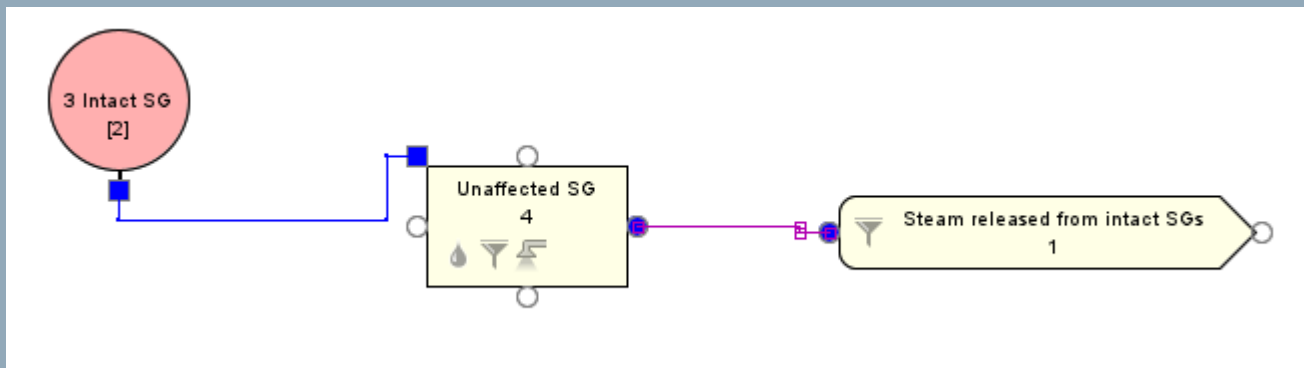 3 Intact SG
[2]
Unaffected SG
4
Steam released from intact SGs
1